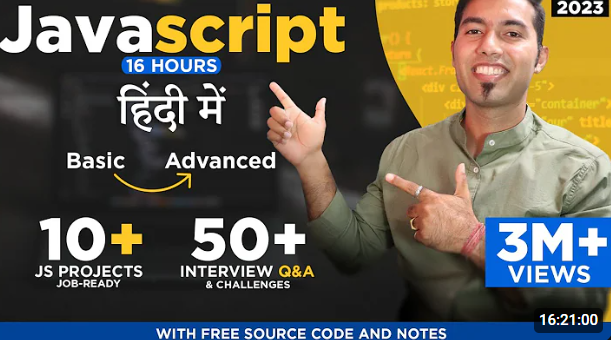 Javascript
2023
16 HOURS
हिंदी में
Basic Advanced
10+ 50+
JS PROJECTS INTERVIEW Q&A
JOB-READY & CHALLENGES
3M+
VIEWS
16:21:00
WITH FREE SOURCE CODE AND NOTES